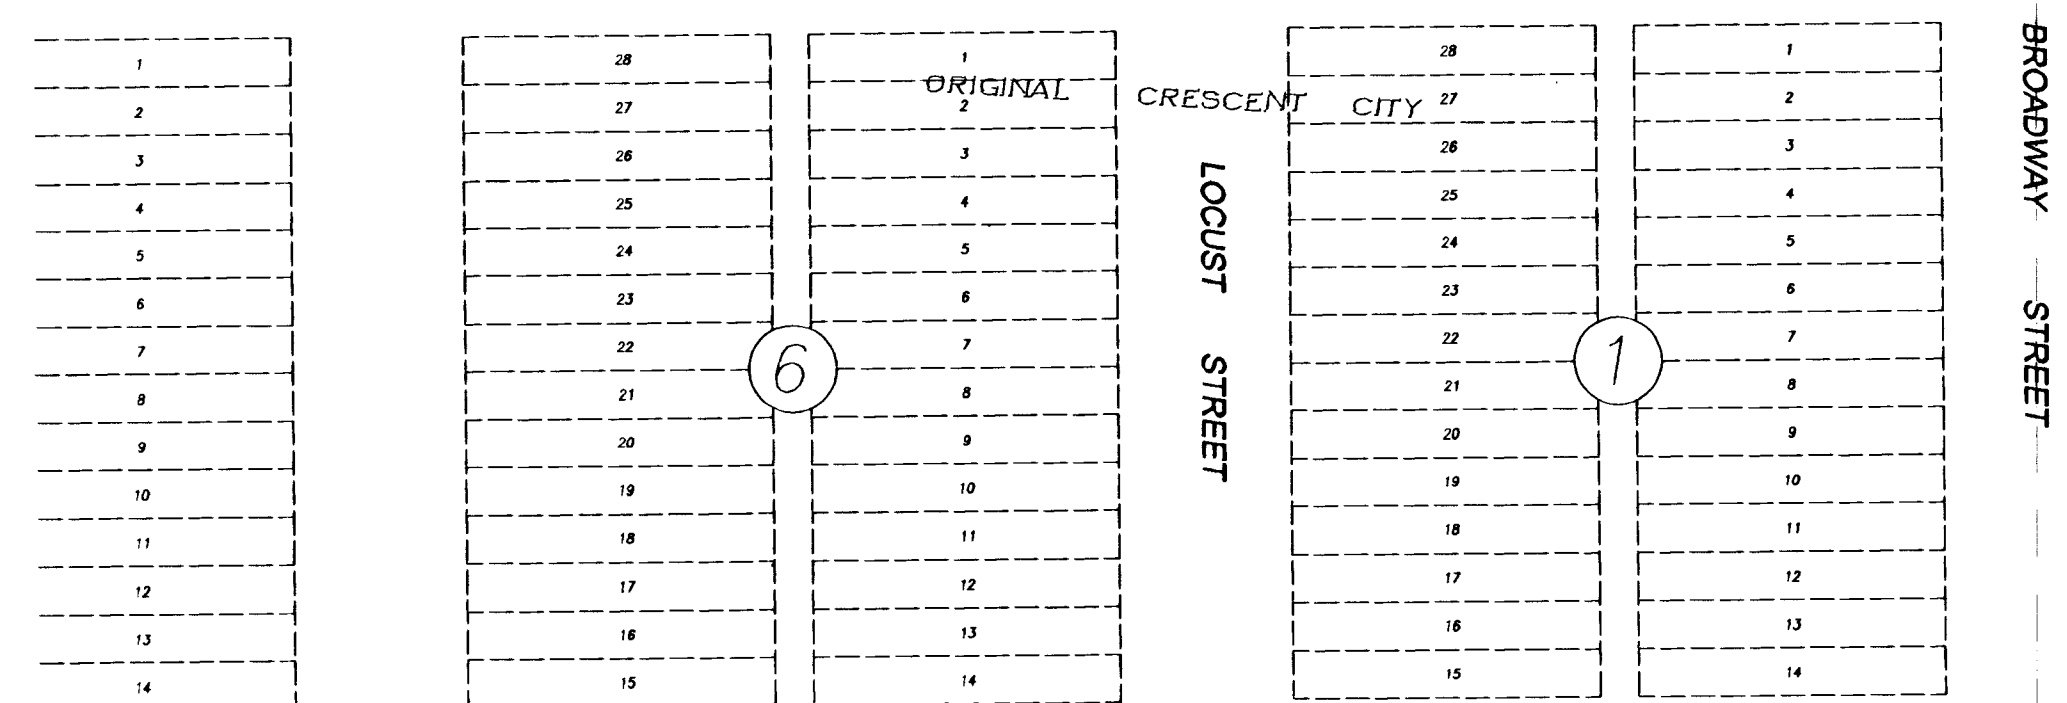 1 28 1 28 1
ORIGINAL CRESCENT CITY
2 27 2 27 2
3 26 3 26 3
4 25 4 25 4
5 24 5 24 5
6 23 6 23 6
7 22 7 22 7
6 1
8 21 8 21 8
9 20 9 20 9
10 19 10 19 10
11 18 11 18 11
12 17 12 17 12
13 16 13 16 13
14 15 14 15 14
LOCUST STREET
BROADWAY STREET